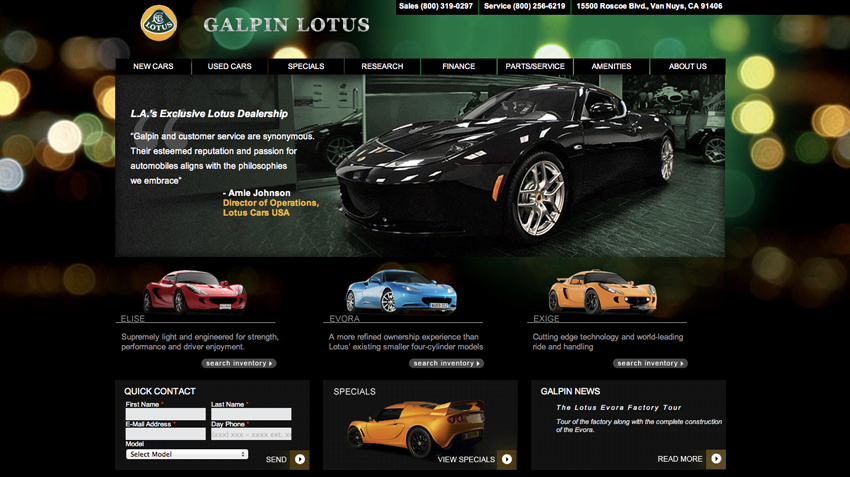 Sales (800) 319-0297 Service (800) 256-6219 15500 Roscoe Blvd., Van Nuys, CA 91406
LOTUS
GALPIN LOTUS
NEW CARS USED CARS SPECIALS RESEARCH FINANCE PARTS/SERVICE AMENITIES ABOUT US
L.A.'s Exclusive Lotus Dealership
"Galpin and customer service are synonymous.
Their esteemed reputation and passion for
automobiles aligns with the philosophies
we embrace"
- Arnie Johnson
Director of Operations,
Lotus Cars USA
ELISE
Supremely light and engineered for strength,
performance and driver enjoyment.
search inventory
EVORA
A more refined ownership experience than
Lotus' existing smaller four-cylinder models
search inventory
EXIGE
Cutting edge technology and world-leading
ride and handling
search inventory
QUICK CONTACT
First Name * Last Name *
E-Mail Address * Day Phone *
(xxx) xxx - xxxx ext, x
Model
Select Model
SEND
SPECIALS
VIEW SPECIALS
GALPIN NEWS
The Lotus Evora Factory Tour
Tour of the factory along with the complete construction
of the Evora.
READ MORE